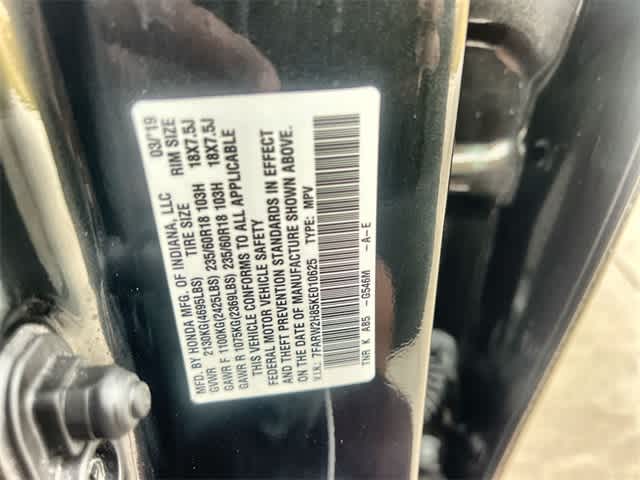 MFD. BY HONDA MFG. OF INDIANA, LLC 03/19
GVWR 2130KG(4695LBS) TIRE SIZE RIM SIZE
GAWR F 1100KG(2425LBS) 235/60R18 103H 18X7.5J
GAWR R 1075KG(2369LBS) 235/60R18 103H 18X7.5J
THIS VEHICLE CONFORMS TO ALL APPLICABLE
FEDERAL MOTOR VEHICLE SAFETY
AND THEFT PREVENTION STANDARDS IN EFFECT
ON THE DATE OF MANUFACTURE SHOWN ABOVE.
V.I.N.: 7FARW2H85KE010625 TYPE: MPV
TNR K A85 -G546M -A-E